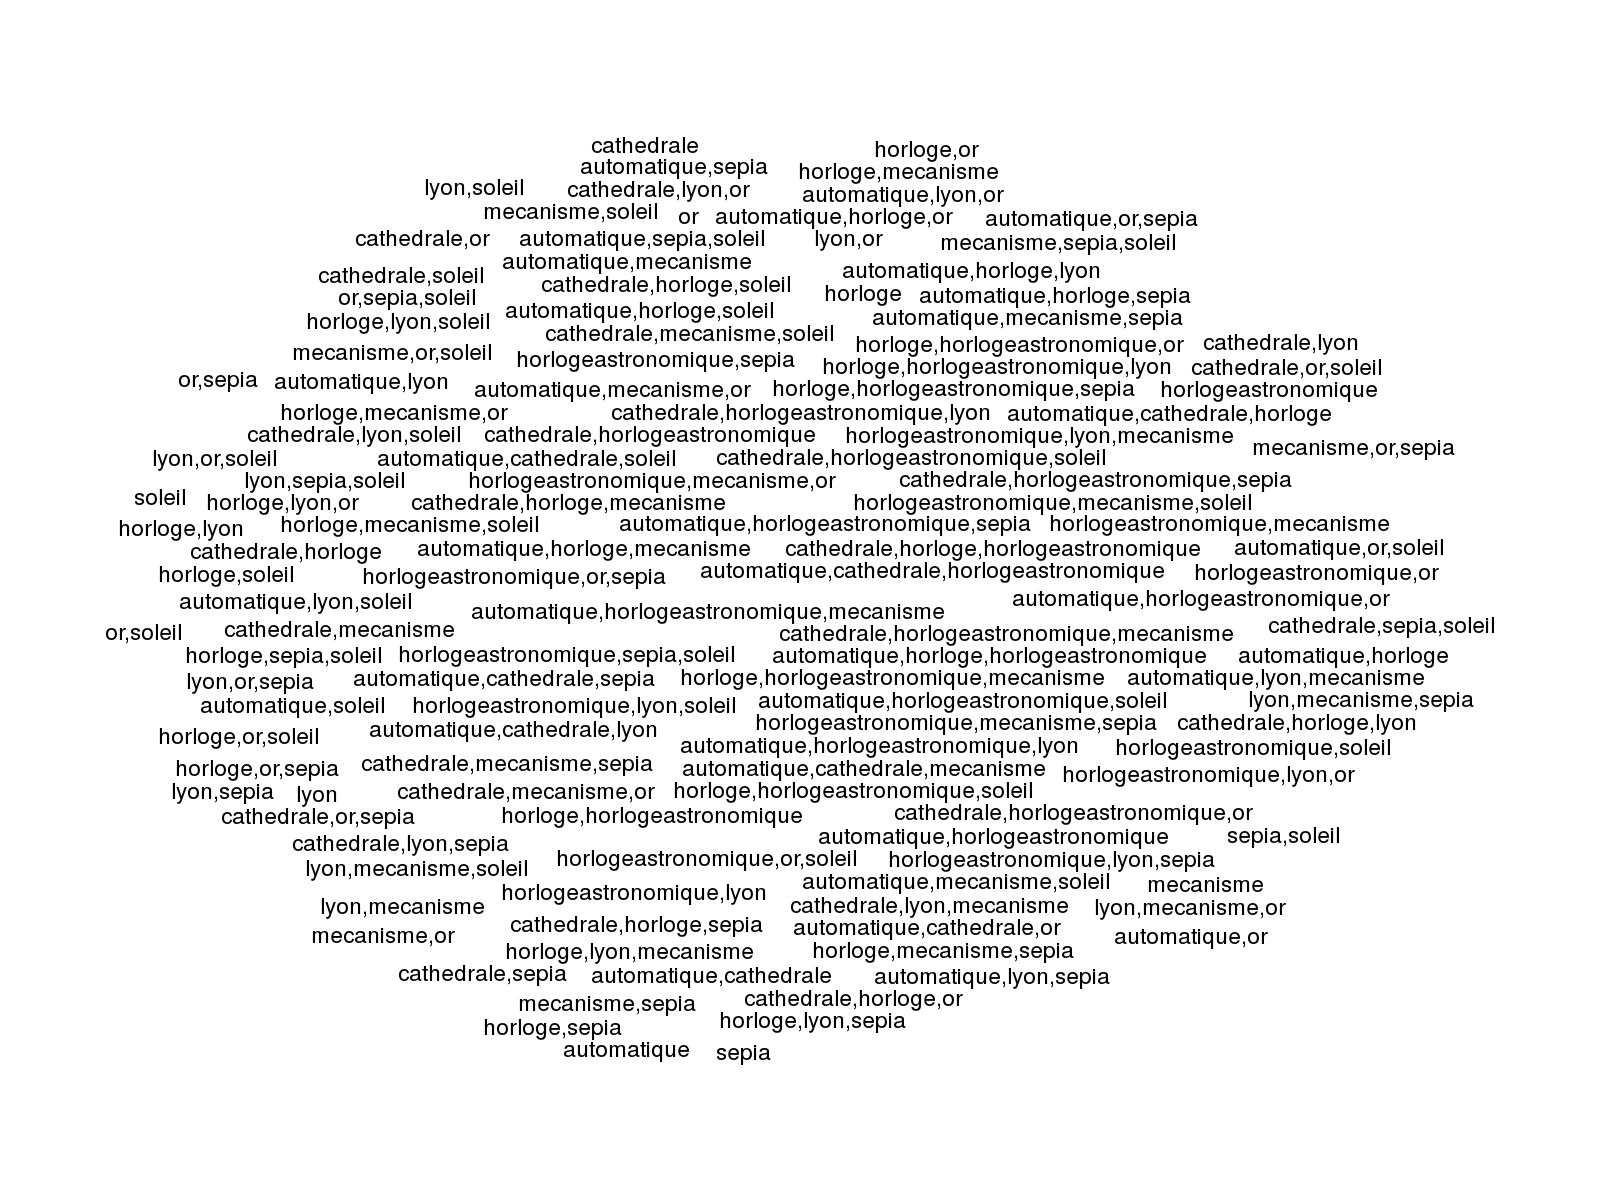 cathedrale
horloge,or
automatique,sepia
horloge,mecanisme
lyon,soleil
cathedrale,lyon,or
automatique,lyon,or
mecanisme,soleil
or
automatique,horloge,or
automatique,or,sepia
cathedrale,or
automatique,sepia,soleil
lyon,or
mecanisme,sepia,soleil
automatique,mecanisme
cathedrale,soleil
automatique,horloge,lyon
cathedrale,horloge,soleil
or,sepia,soleil
horloge
automatique,horloge,sepia
automatique,horloge,soleil
horloge,lyon,soleil
automatique,mecanisme,sepia
cathedrale,mecanisme,soleil
horloge,horlogeastronomique,or
cathedrale,lyon
mecanisme,or,soleil
horlogeastronomique,sepia
horloge,horlogeastronomique,lyon
cathedrale,or,soleil
or,sepia
automatique,lyon
automatique,mecanisme,or
horloge,horlogeastronomique,sepia
horlogeastronomique
horloge,mecanisme,or
cathedrale,horlogeastronomique,lyon
automatique,cathedrale,horloge
cathedrale,lyon,soleil
cathedrale,horlogeastronomique
horlogeastronomique,lyon,mecanisme
mecanisme,or,sepia
lyon,or,soleil
automatique,cathedrale,soleil
cathedrale,horlogeastronomique,soleil
lyon,sepia,soleil
horlogeastronomique,mecanisme,or
cathedrale,horlogeastronomique,sepia
soleil
horloge,lyon,or
cathedrale,horloge,mecanisme
horlogeastronomique,mecanisme,soleil
horloge,lyon
horloge,mecanisme,soleil
automatique,horlogeastronomique,sepia
horlogeastronomique,mecanisme
cathedrale,horloge
automatique,horloge,mecanisme
cathedrale,horloge,horlogeastronomique
automatique,or,soleil
horloge,soleil
horlogeastronomique,or,sepia
automatique,cathedrale,horlogeastronomique
horlogeastronomique,or
automatique,lyon,soleil
automatique,horlogeastronomique,mecanisme
automatique,horlogeastronomique,or
or,soleil
cathedrale,mecanisme
cathedrale,horlogeastronomique,mecanisme
cathedrale,sepia,soleil
horloge,sepia,soleil
horlogeastronomique,sepia,soleil
automatique,horloge,horlogeastronomique
automatique,horloge
lyon,or,sepia
automatique,cathedrale,sepia
horloge,horlogeastronomique,mecanisme
automatique,lyon,mecanisme
automatique,soleil
horlogeastronomique,lyon,soleil
automatique,horlogeastronomique,soleil
lyon,mecanisme,sepia
horloge,or,soleil
automatique,cathedrale,lyon
horlogeastronomique,mecanisme,sepia
cathedrale,horloge,lyon
automatique,horlogeastronomique,lyon
horlogeastronomique,soleil
horloge,or,sepia
cathedrale,mecanisme,sepia
automatique,cathedrale,mecanisme
horlogeastronomique,lyon,or
lyon,sepia
lyon
cathedrale,mecanisme,or
horloge,horlogeastronomique,soleil
cathedrale,or,sepia
horloge,horlogeastronomique
cathedrale,horlogeastronomique,or
cathedrale,lyon,sepia
automatique,horlogeastronomique
sepia,soleil
lyon,mecanisme,soleil
horlogeastronomique,or,soleil
horlogeastronomique,lyon,sepia
horlogeastronomique,lyon
automatique,mecanisme,soleil
mecanisme
lyon,mecanisme
cathedrale,lyon,mecanisme
lyon,mecanisme,or
mecanisme,or
cathedrale,horloge,sepia
automatique,cathedrale,or
automatique,or
horloge,lyon,mecanisme
horloge,mecanisme,sepia
cathedrale,sepia
automatique,cathedrale
automatique,lyon,sepia
mecanisme,sepia
cathedrale,horloge,or
horloge,sepia
horloge,lyon,sepia
automatique
sepia